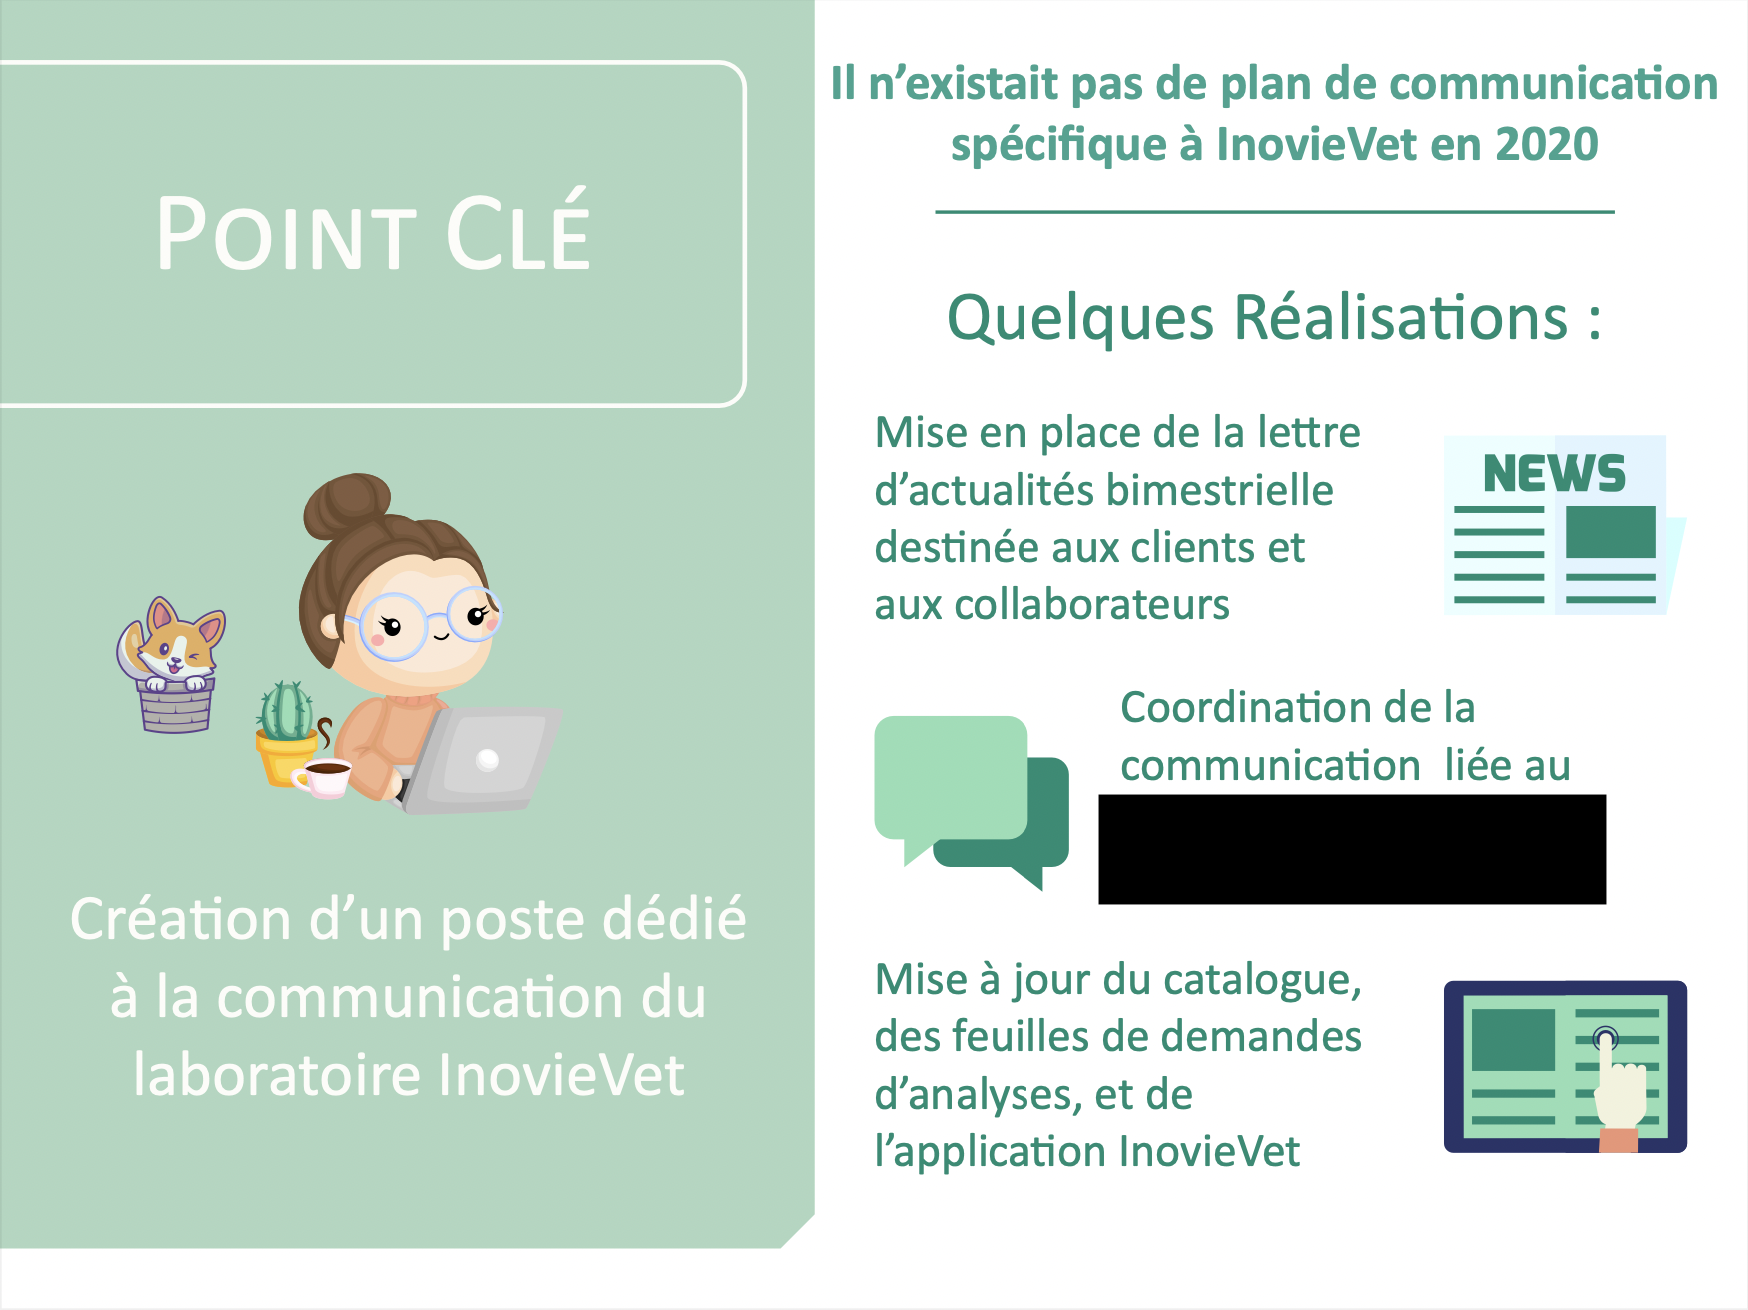 Point Clé
Création d’un poste dédié
à la communication du
laboratoire InovieVet
Il n’existait pas de plan de communication
spécifique à InovieVet en 2020
Quelques Réalisations :
Mise en place de la lettre
d’actualités bimestrielle
destinée aux clients et
aux collaborateurs
NEWS
Coordination de la
communication liée au
Mise à jour du catalogue,
des feuilles de demandes
d’analyses, et de
l’application InovieVet